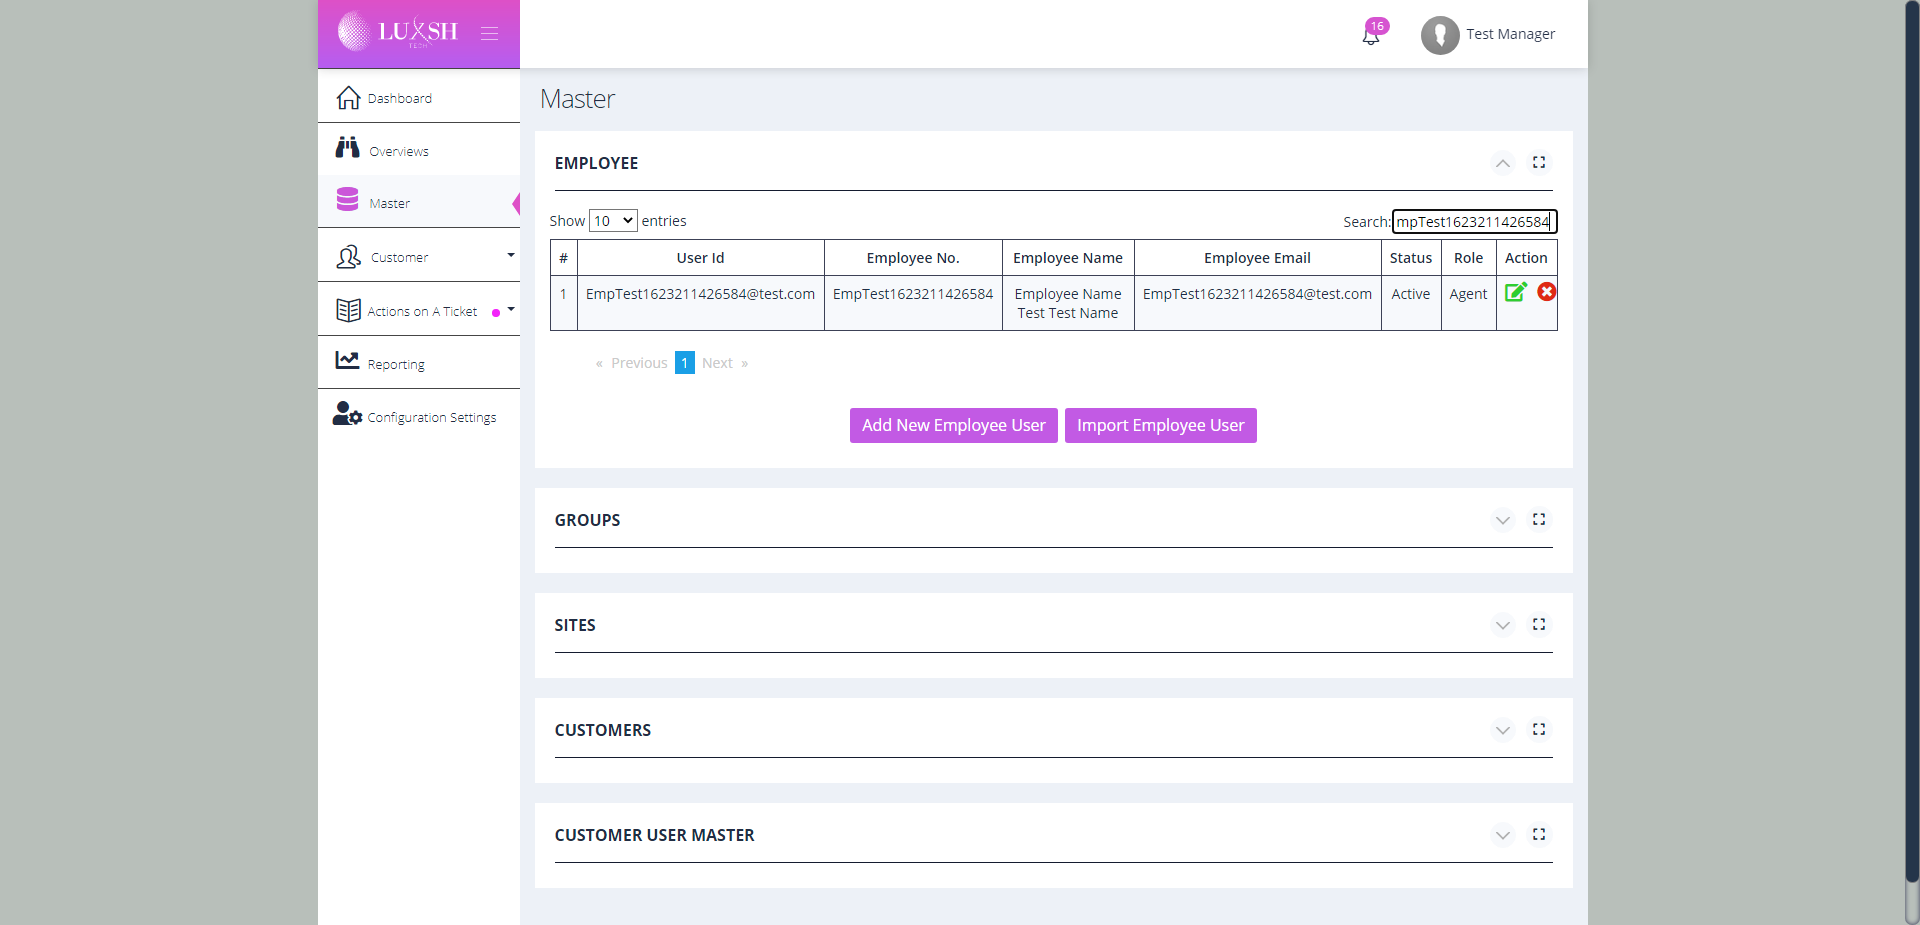 LUXSH
TECH
16
Test Manager
Dashboard
Overviews
Master
Customer
Actions on A Ticket
Reporting
Configuration Settings
Master
EMPLOYEE
Show 10 entries
Search: mpTest1623211426584
# User Id Employee No. Employee Name Employee Email Status Role Action
1 EmpTest1623211426584@test.com EmpTest1623211426584 Employee Name EmpTest1623211426584@test.com Active Agent
Test Test Name
« Previous 1 Next »
Add New Employee User Import Employee User
GROUPS
SITES
CUSTOMERS
CUSTOMER USER MASTER